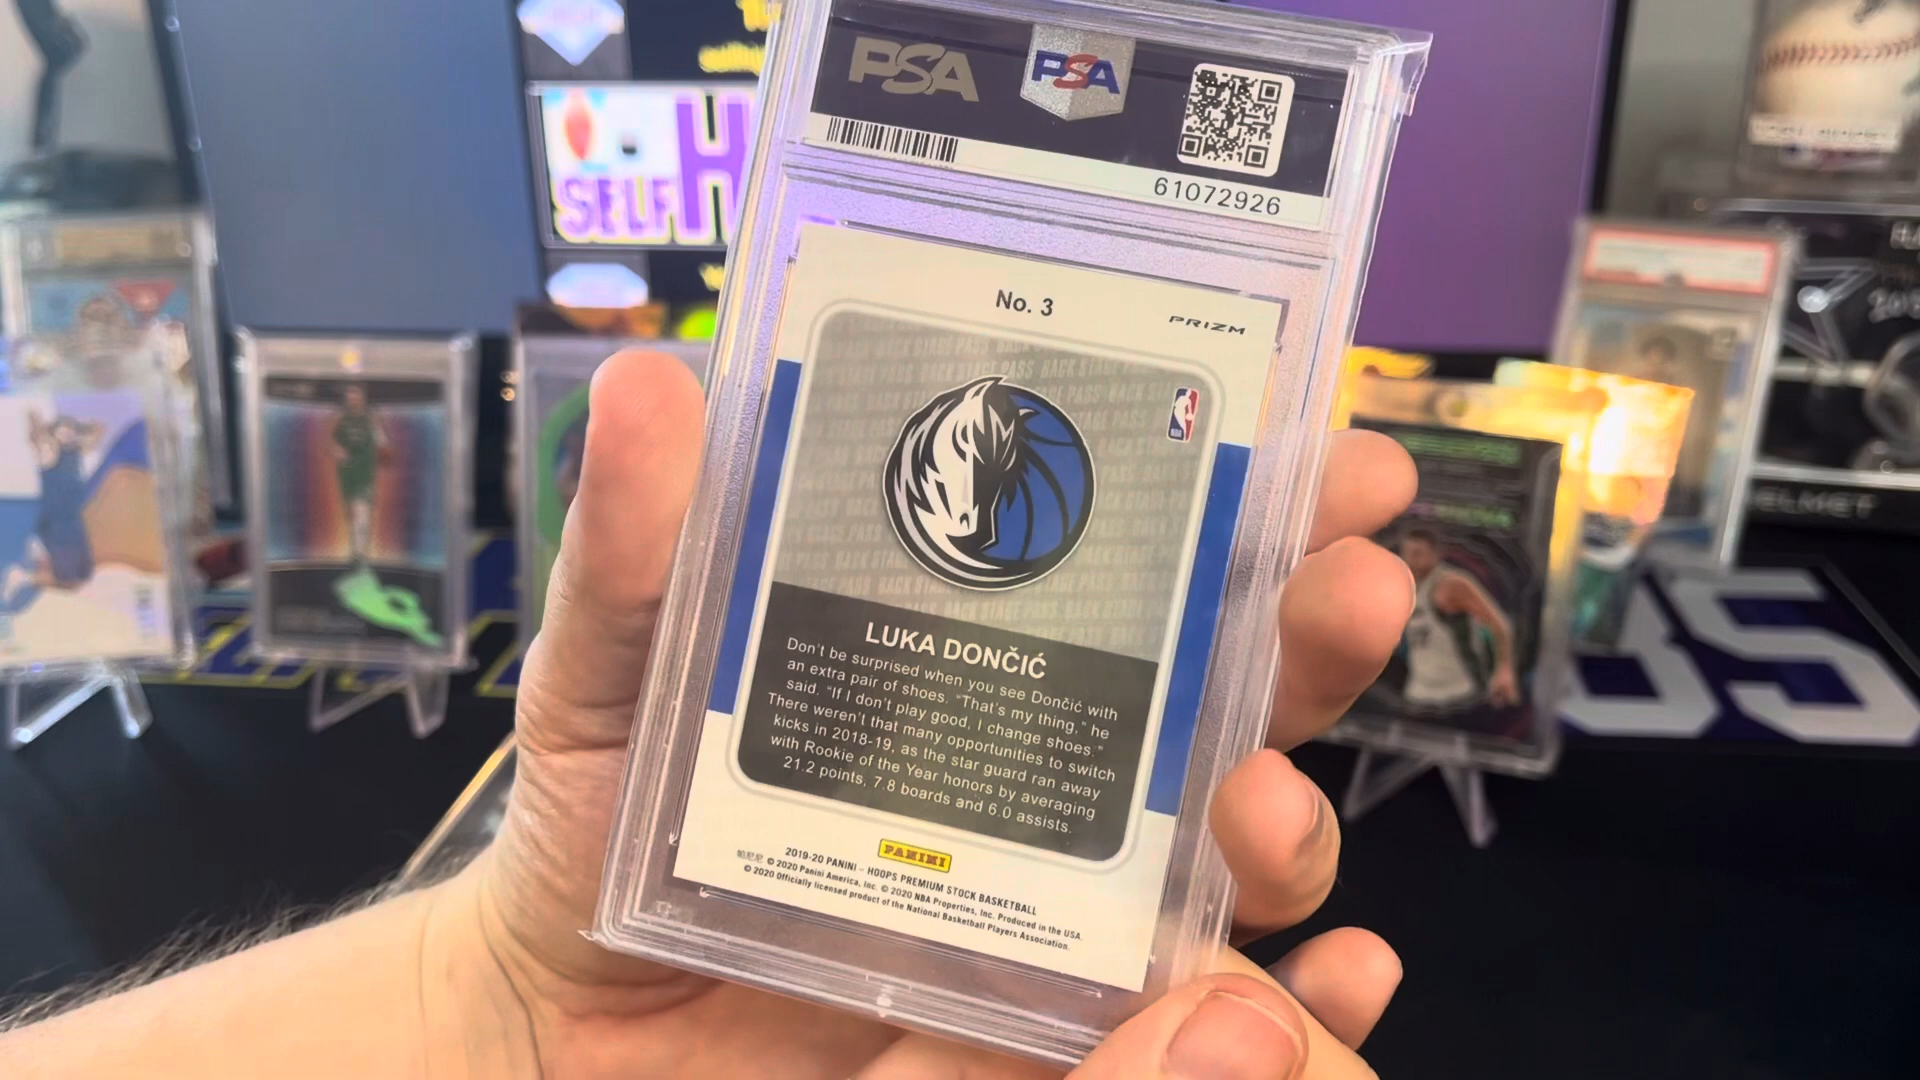 PSA
PSA
61072926
No. 3
PRIZM
LUKA DONČIĆ
Don't be surprised when you see Dončić with
an extra pair of shoes. "That's my thing," he
said. "If I don't play good, I change shoes."
There weren't that many opportunities to switch
kicks in 2018-19, as the star guard ran away
with Rookie of the Year honors by averaging
21.2 points, 7.8 boards and 6.0 assists.
PANINI
2019-20 PANINI – HOOPS PREMIUM STOCK BASKETBALL
© 2020 Panini America, Inc. © 2020 NBA Properties, Inc. Produced in the USA.
© 2020 Officially licensed product of the National Basketball Players Association.
SELF
H
ELMET